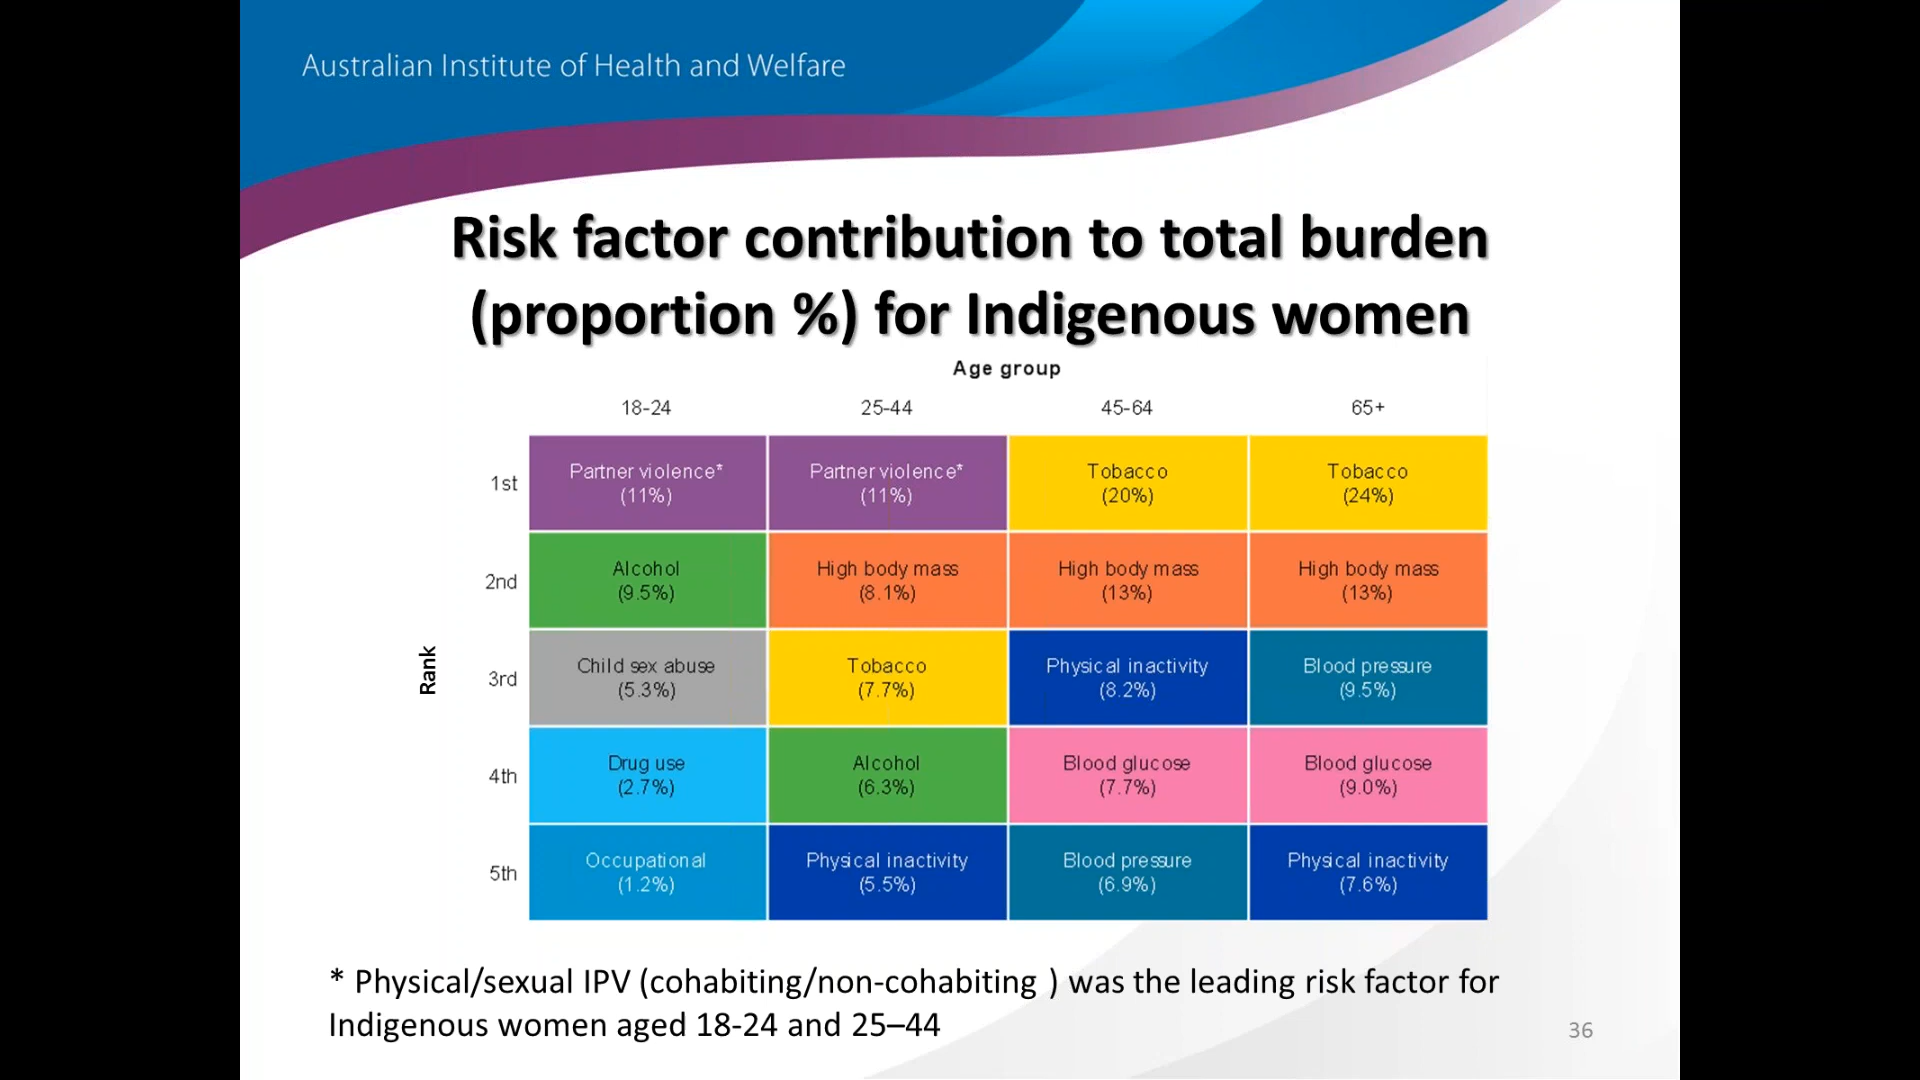 Australian Institute of Health and Welfare
Risk factor contribution to total burden
(proportion %) for Indigenous women
Age group
18-24 25-44 45-64 65+
Rank
1st
Partner violence* Partner violence* Tobacco Tobacco
(11%) (11%) (20%) (24%)
2nd
Alcohol High body mass High body mass High body mass
(9.5%) (8.1%) (13%) (13%)
3rd
Child sex abuse Tobacco Physical inactivity Blood pressure
(5.3%) (7.7%) (8.2%) (9.5%)
4th
Drug use Alcohol Blood glucose Blood glucose
(2.7%) (6.3%) (7.7%) (9.0%)
5th
Occupational Physical inactivity Blood pressure Physical inactivity
(1.2%) (5.5%) (6.9%) (7.6%)
* Physical/sexual IPV (cohabiting/non-cohabiting ) was the leading risk factor for
Indigenous women aged 18-24 and 25–44
36